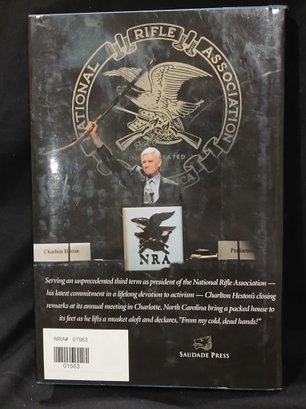 NATIONAL RIFLE ASSOCIATION
INCORPORATED
Charlton Heston
NRA
Serving an unprecedented third term as president of the National Rifle Association —
his latest commitment in a lifelong devotion to activism — Charlton Heston's closing
remarks at its annual meeting in Charlotte, North Carolina bring a packed house to
its feet as he lifts a musket aloft and declares, "From my cold, dead hands!"
NRA# 01563
01563
SAUDADE PRESS